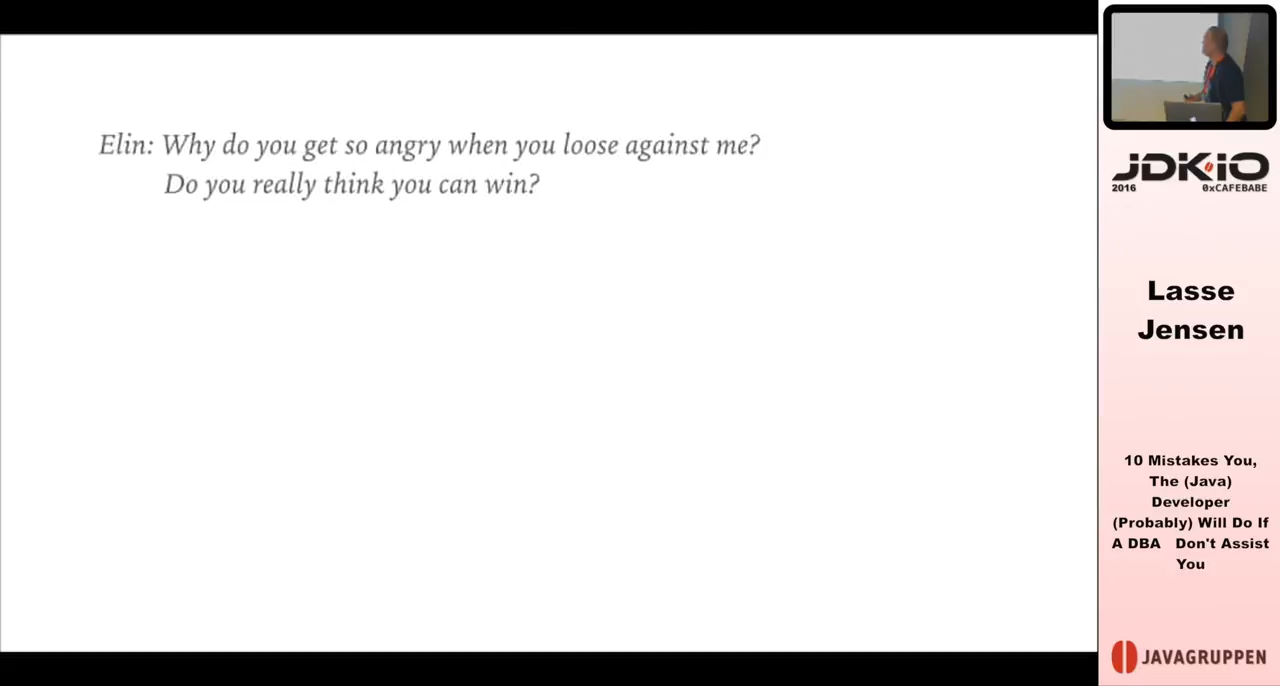 Elin: Why do you get so angry when you loose against me?
Do you really think you can win?
JDK.iO
2016 0xCAFEBABE
Lasse
Jensen
10 Mistakes You,
The (Java)
Developer
(Probably) Will Do If
A DBA Don't Assist
You
JAVAGRUPPEN